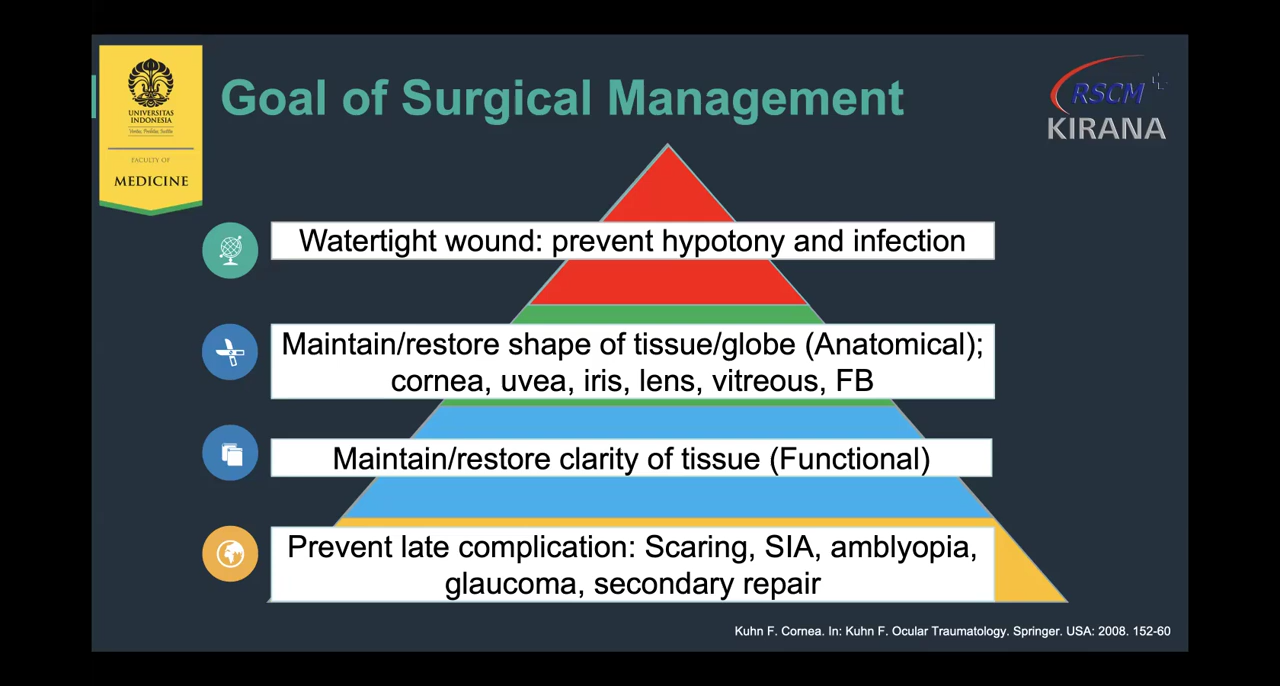 UNIVERSITAS
INDONESIA
Veritas, Probitas, Iustitia
FACULTY OF
MEDICINE
Goal of Surgical Management
RSCM
KIRANA
Watertight wound: prevent hypotony and infection
Maintain/restore shape of tissue/globe (Anatomical);
cornea, uvea, iris, lens, vitreous, FB
Maintain/restore clarity of tissue (Functional)
Prevent late complication: Scaring, SIA, amblyopia,
glaucoma, secondary repair
Kuhn F. Cornea. In: Kuhn F. Ocular Traumatology. Springer. USA: 2008. 152-60